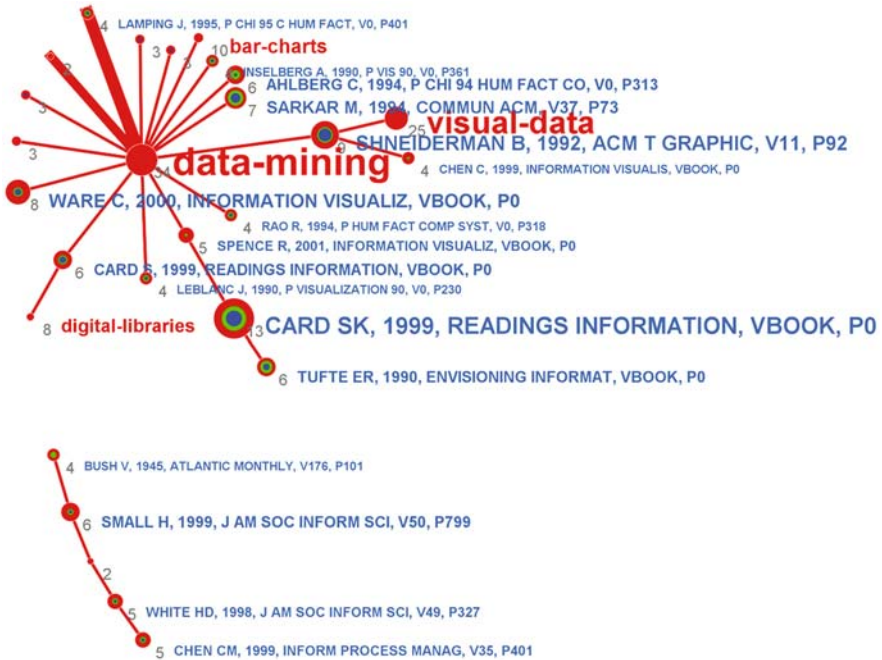 4 LAMPING J, 1995, P CHI 95 C HUM FACT, V0, P401
3
3
10 bar-charts
2
INSELBERG A, 1990, P VIS 90, V0, P361
6 AHLBERG C, 1994, P CHI 94 HUM FACT CO, V0, P313
3
7 SARKAR M, 1994, COMMUN ACM, V37, P73
25 visual-data
9 SHNEIDERMAN B, 1992, ACM T GRAPHIC, V11, P92
3
34 data-mining
4 CHEN C, 1999, INFORMATION VISUALIS, VBOOK, P0
8 WARE C, 2000, INFORMATION VISUALIZ, VBOOK, P0
4 RAO R, 1994, P HUM FACT COMP SYST, V0, P318
5 SPENCE R, 2001, INFORMATION VISUALIZ, VBOOK, P0
6 CARD S, 1999, READINGS INFORMATION, VBOOK, P0
4 LEBLANC J, 1990, P VISUALIZATION 90, V0, P230
8 digital-libraries
13 CARD SK, 1999, READINGS INFORMATION, VBOOK, P0
6 TUFTE ER, 1990, ENVISIONING INFORMAT, VBOOK, P0
4 BUSH V, 1945, ATLANTIC MONTHLY, V176, P101
6 SMALL H, 1999, J AM SOC INFORM SCI, V50, P799
2
5 WHITE HD, 1998, J AM SOC INFORM SCI, V49, P327
5 CHEN CM, 1999, INFORM PROCESS MANAG, V35, P401